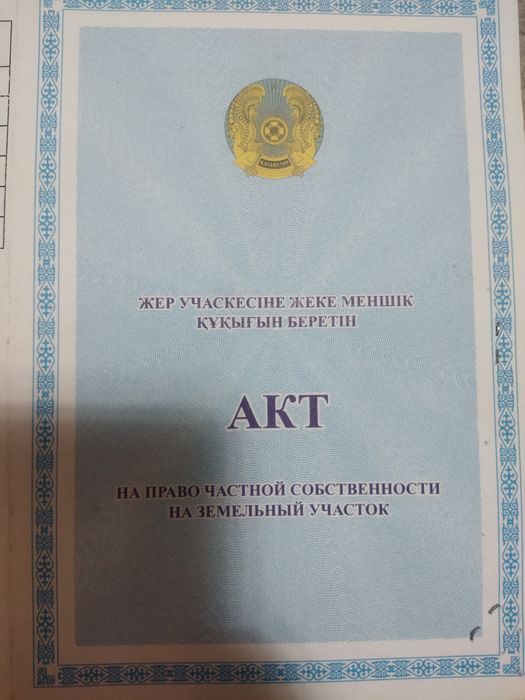 ҚАЗАҚСТАН
ЖЕР УЧАСКЕСІНЕ ЖЕКЕ МЕНШІК
ҚҰҚЫҒЫН БЕРЕТІН
АКТ
НА ПРАВО ЧАСТНОЙ СОБСТВЕННОСТИ
НА ЗЕМЕЛЬНЫЙ УЧАСТОК